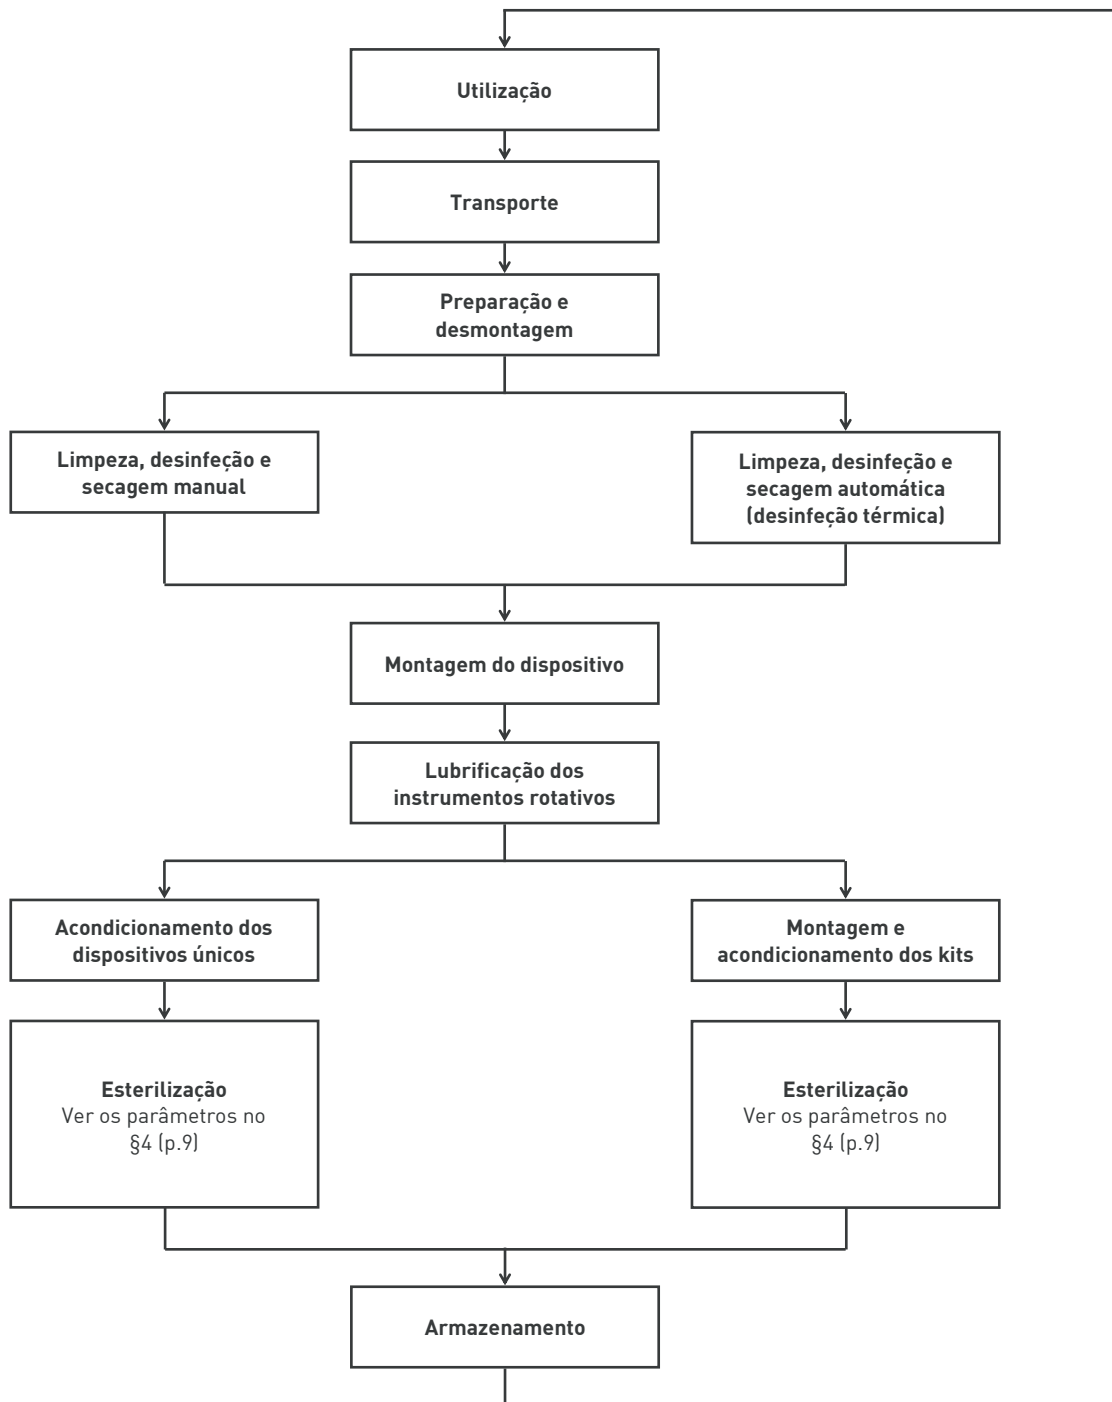 Utilização
Transporte
Preparação e
desmontagem
Limpeza, desinfeção e
secagem manual
Limpeza, desinfeção e
secagem automática
(desinfeção térmica)
Montagem do dispositivo
Lubrificação dos
instrumentos rotativos
Acondicionamento dos
dispositivos únicos
Montagem e
acondicionamento dos kits
Esterilização
Ver os parâmetros no
§4 (p.9)
Esterilização
Ver os parâmetros no
§4 (p.9)
Armazenamento